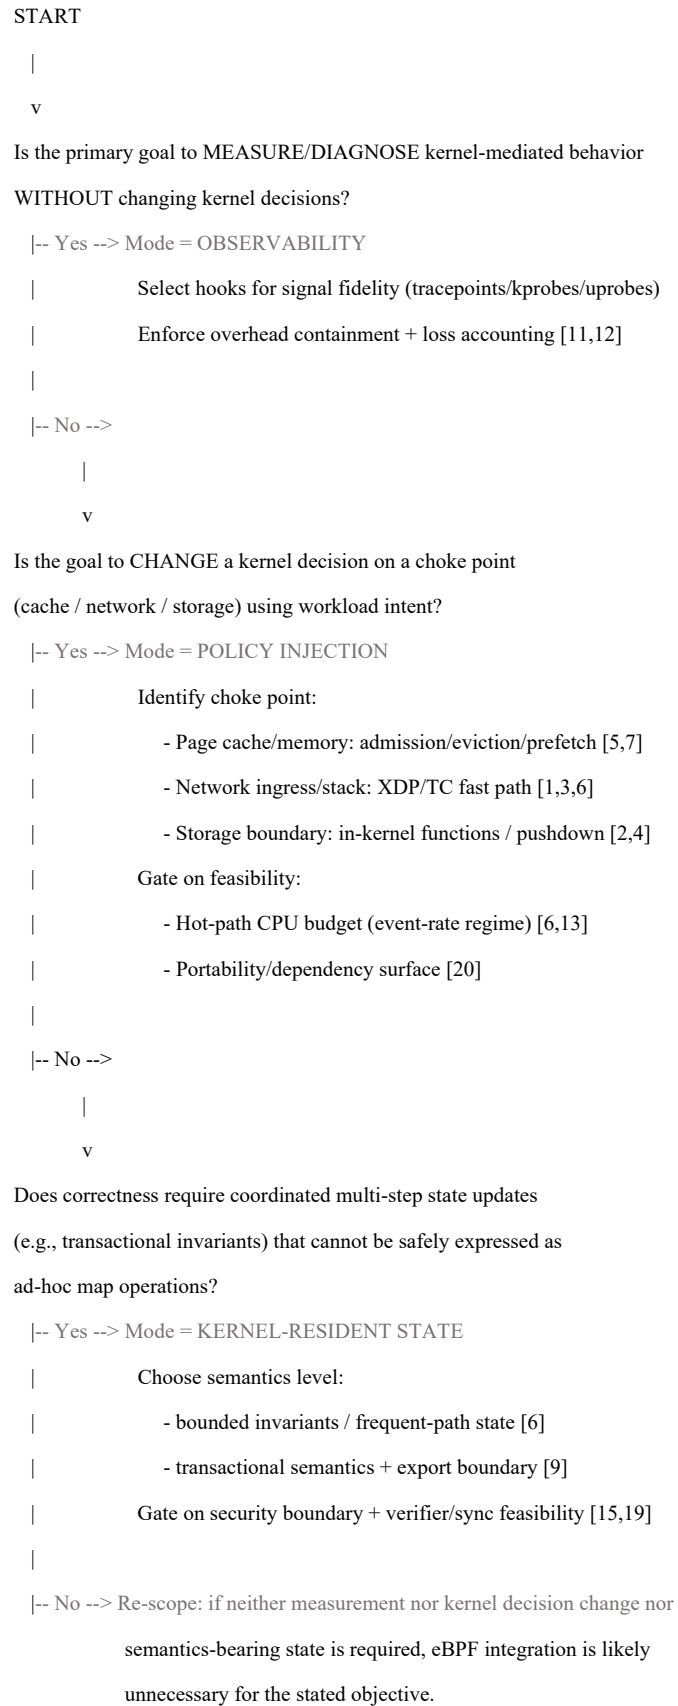 START
|
v
Is the primary goal to MEASURE/DIAGNOSE kernel-mediated behavior
WITHOUT changing kernel decisions?
|-- Yes --> Mode = OBSERVABILITY
| Select hooks for signal fidelity (tracepoints/kprobes/uprobes)
| Enforce overhead containment + loss accounting [11,12]
|
|-- No -->
|
v
Is the goal to CHANGE a kernel decision on a choke point
(cache / network / storage) using workload intent?
|-- Yes --> Mode = POLICY INJECTION
| Identify choke point:
| - Page cache/memory: admission/eviction/prefetch [5,7]
| - Network ingress/stack: XDP/TC fast path [1,3,6]
| - Storage boundary: in-kernel functions / pushdown [2,4]
| Gate on feasibility:
| - Hot-path CPU budget (event-rate regime) [6,13]
| - Portability/dependency surface [20]
|
|-- No -->
|
v
Does correctness require coordinated multi-step state updates
(e.g., transactional invariants) that cannot be safely expressed as
ad-hoc map operations?
|-- Yes --> Mode = KERNEL-RESIDENT STATE
| Choose semantics level:
| - bounded invariants / frequent-path state [6]
| - transactional semantics + export boundary [9]
| Gate on security boundary + verifier/sync feasibility [15,19]
|
|-- No --> Re-scope: if neither measurement nor kernel decision change nor
semantics-bearing state is required, eBPF integration is likely
unnecessary for the stated objective.